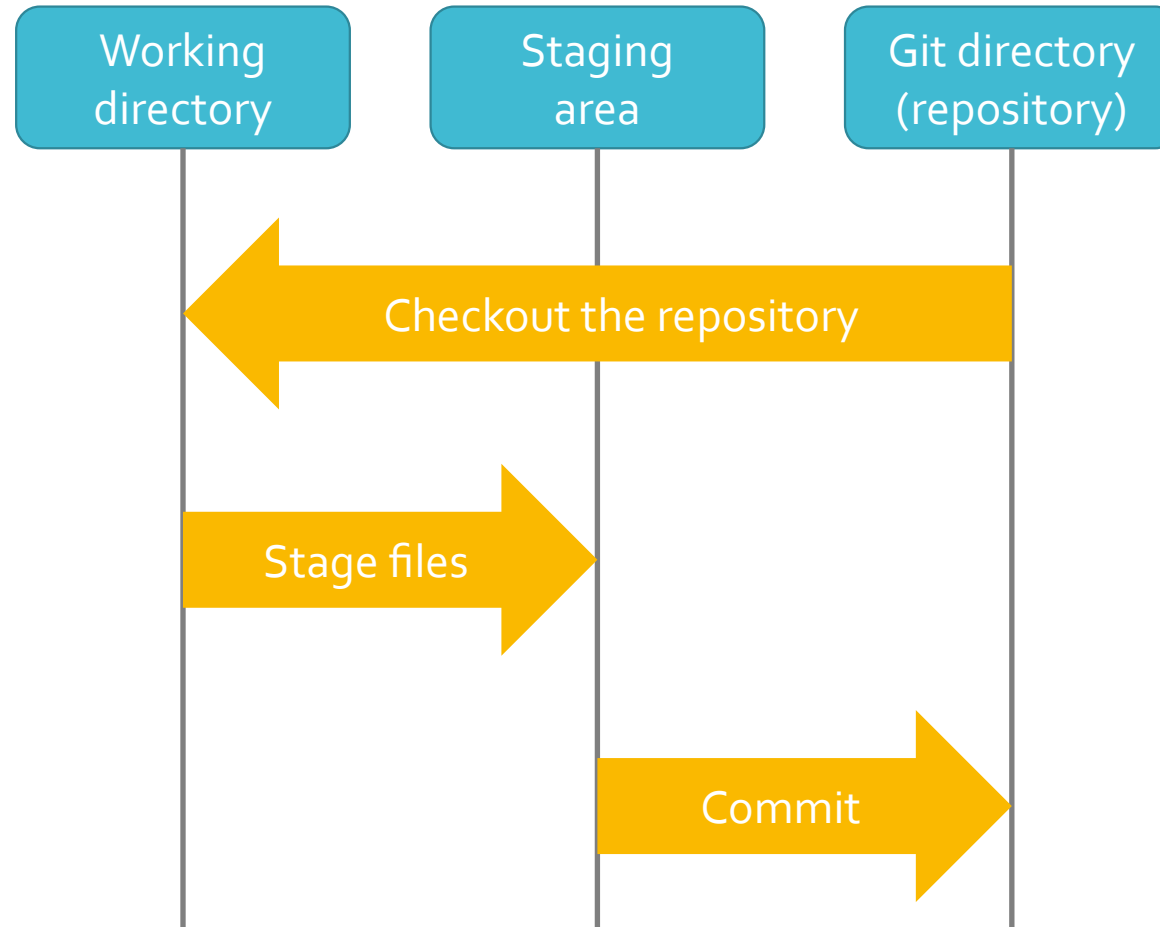 Working
directory
Staging
area
Git directory
(repository)
Checkout the repository
Stage files
Commit